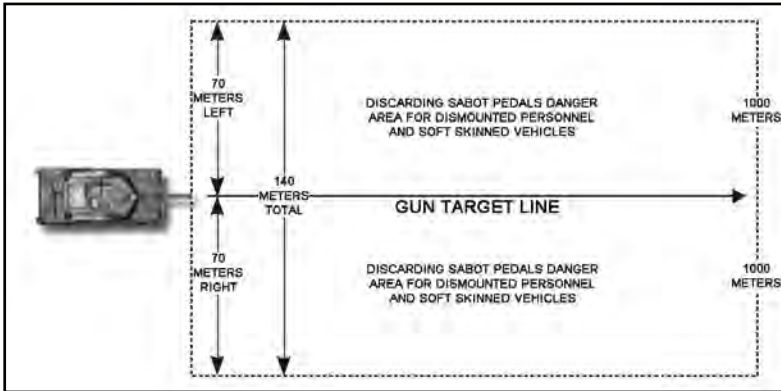 70
METERS
LEFT
DISCARDING SABOT PEDALS DANGER
AREA FOR DISMOUNTED PERSONNEL
AND SOFT SKINNED VEHICLES
1000
METERS
140
METERS
TOTAL
GUN TARGET LINE
70
METERS
RIGHT
DISCARDING SABOT PEDALS DANGER
AREA FOR DISMOUNTED PERSONNEL
AND SOFT SKINNED VEHICLES
1000
METERS